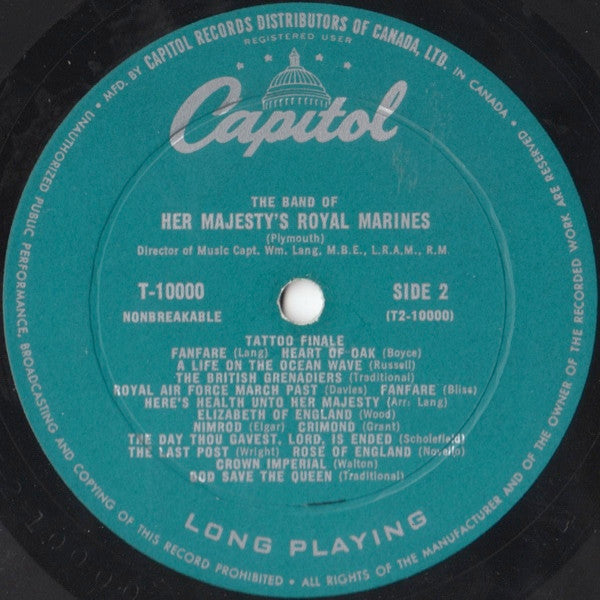 • MFD. BY CAPITOL RECORDS DISTRIBUTORS OF CANADA, LTD. IN CANADA •
REGISTERED USER
Capitol
THE BAND OF
HER MAJESTY'S ROYAL MARINES
(Plymouth)
Director of Music Capt. Wm. Lang, M.B.E., L.R.A.M., R.M
T-10000 SIDE 2
NONBREAKABLE (T2-10000)
TATTOO FINALE
FANFARE (Lang) HEART OF OAK (Boyce)
A LIFE ON THE OCEAN WAVE (Russell)
THE BRITISH GRENADIERS (Traditional)
ROYAL AIR FORCE MARCH PAST (Davies) FANFARE (Bliss)
HERE'S HEALTH UNTO HER MAJESTY (Arr: Lang)
ELIZABETH OF ENGLAND (Wood)
NIMROD (Elgar) CRIMOND (Grant)
THE DAY THOU GAVEST, LORD, IS ENDED (Scholefield)
THE LAST POST (Wright) ROSE OF ENGLAND (Novello)
CROWN IMPERIAL (Walton)
GOD SAVE THE QUEEN (Traditional)
LONG PLAYING
UNAUTHORIZED PUBLIC PERFORMANCE, BROADCASTING AND COPYING OF THIS RECORD PROHIBITED • ALL RIGHTS OF THE MANUFACTURER AND OF THE OWNER OF THE RECORDED WORK ARE RESERVED